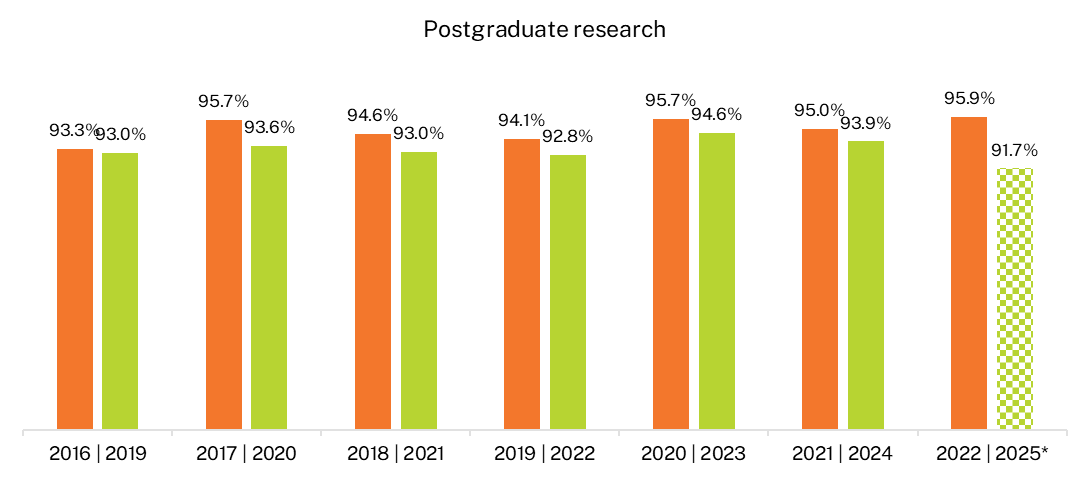 Postgraduate research
93.3% 93.0% 95.7% 93.6% 94.6% 93.0% 94.1% 92.8% 95.7% 94.6% 95.0% 93.9% 95.9% 91.7%
2016 | 2019 2017 | 2020 2018 | 2021 2019 | 2022 2020 | 2023 2021 | 2024 2022 | 2025*